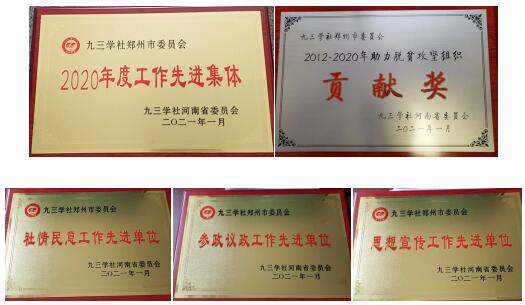 九三学社郑州市委员会
2020年度工作先进集体
九三学社河南省委员会
二〇二一年一月
九三学社郑州市委员会
2012-2020年助力脱贫攻坚组织
贡献奖
九三学社河南省委员会
二〇二一年一月
九三学社郑州市委员会
社情民意工作先进单位
九三学社河南省委员会
二〇二一年一月
九三学社郑州市委员会
参政议政工作先进单位
九三学社河南省委员会
二〇二一年一月
九三学社郑州市委员会
思想宣传工作先进单位
九三学社河南省委员会
二〇二一年一月